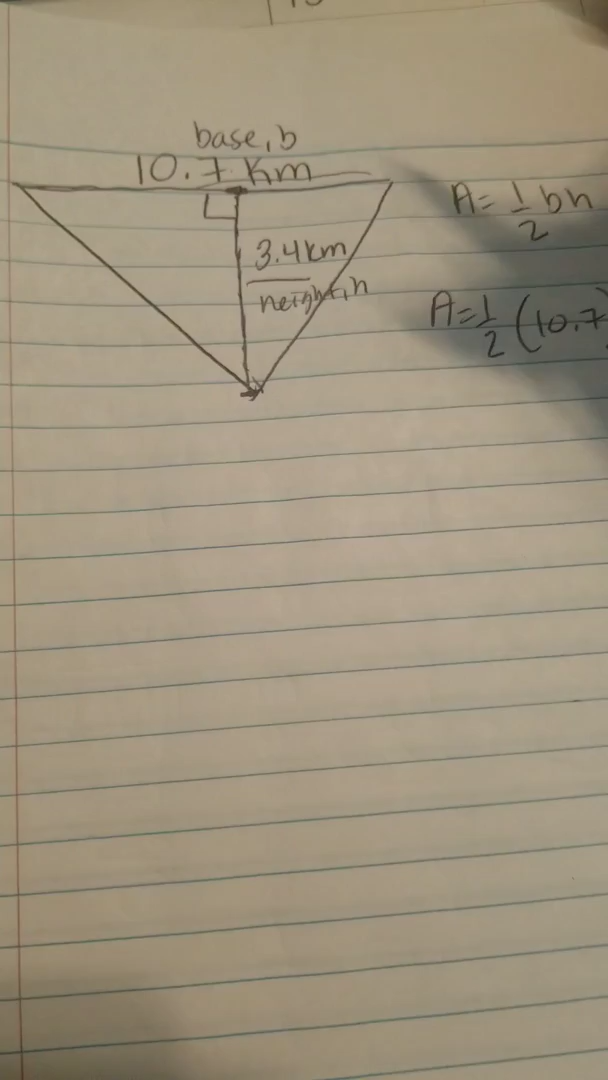 base, b
10.7 Km
3.4km
height, h
A = 1/2 bh
A = 1/2 (10.7)